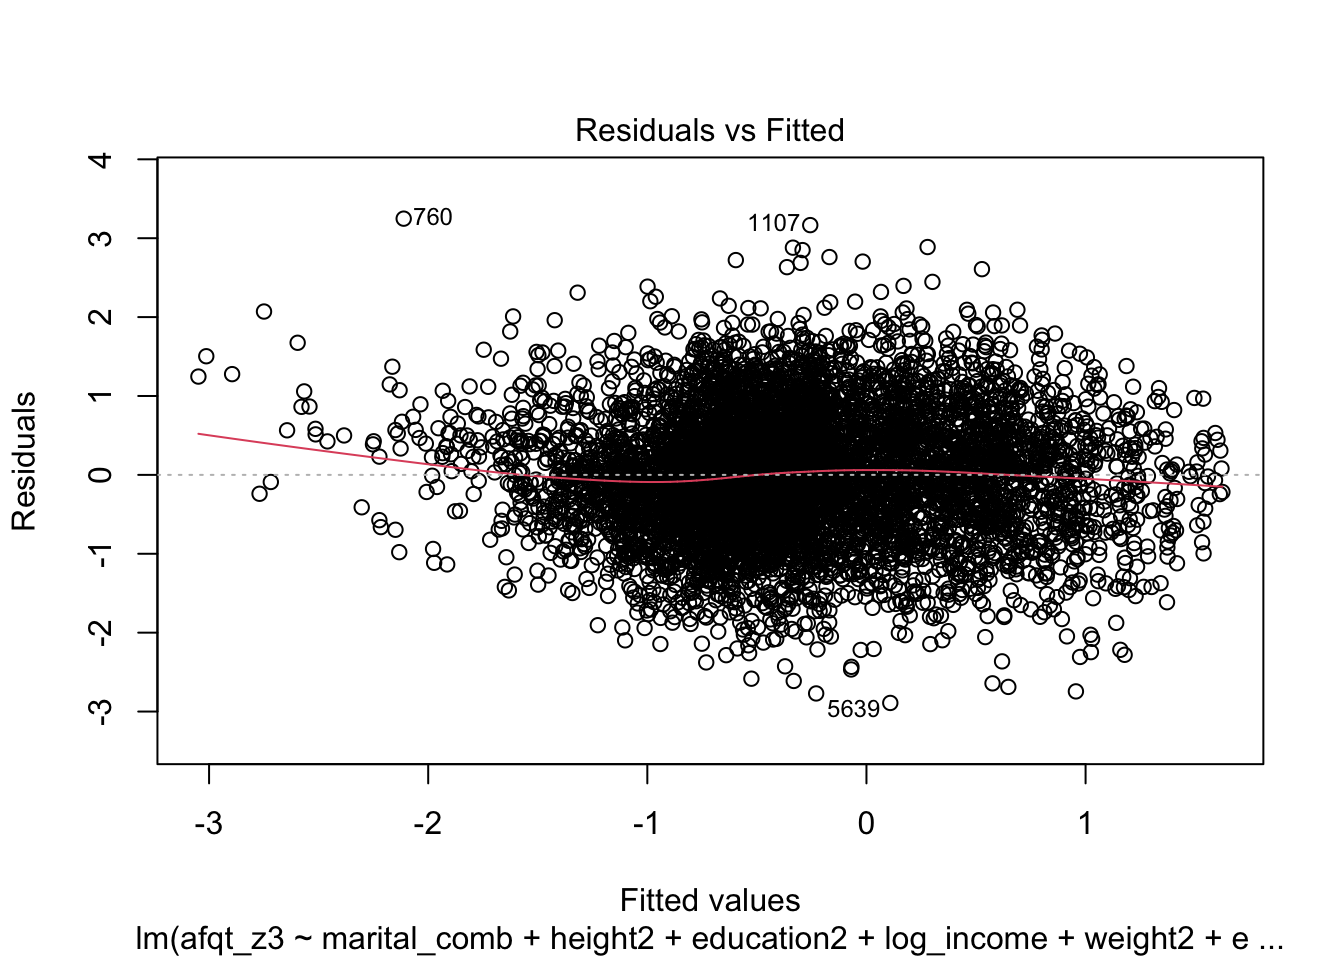 Residuals vs Fitted
4
3
2
1
0
-1
-2
-3
Residuals
760
1107
5639
-3 -2 -1 0 1
Fitted values
lm(afqt_z3 ~ marital_comb + height2 + education2 + log_income + weight2 + e ...